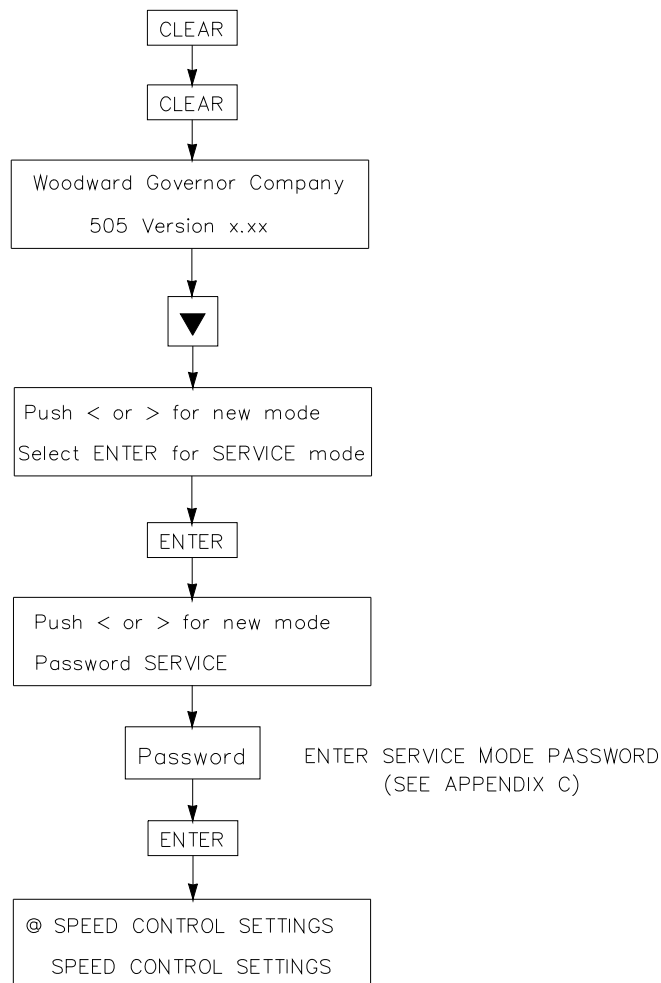 CLEAR
CLEAR
Woodward Governor Company
505 Version x.xx
Push < or > for new mode
Select ENTER for SERVICE mode
ENTER
Push < or > for new mode
Password SERVICE
Password
ENTER SERVICE MODE PASSWORD
(SEE APPENDIX C)
ENTER
@ SPEED CONTROL SETTINGS
SPEED CONTROL SETTINGS